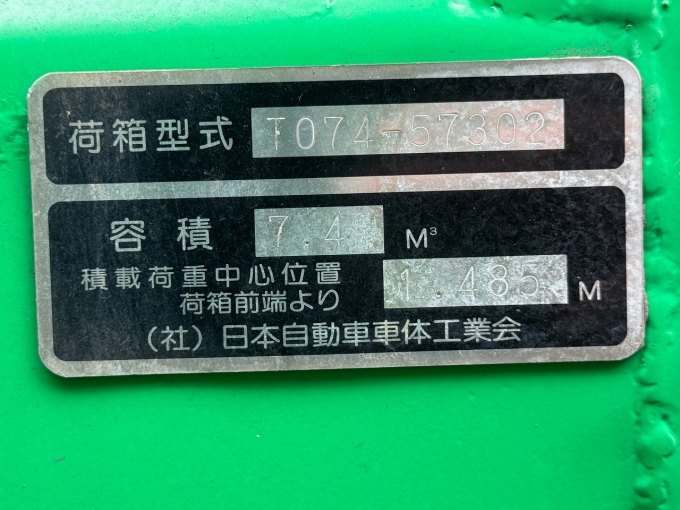 荷箱型式 T074-57302
容積 7.4 M³
積載荷重中心位置
荷箱前端より 1.485 M
(社)日本自動車車体工業会